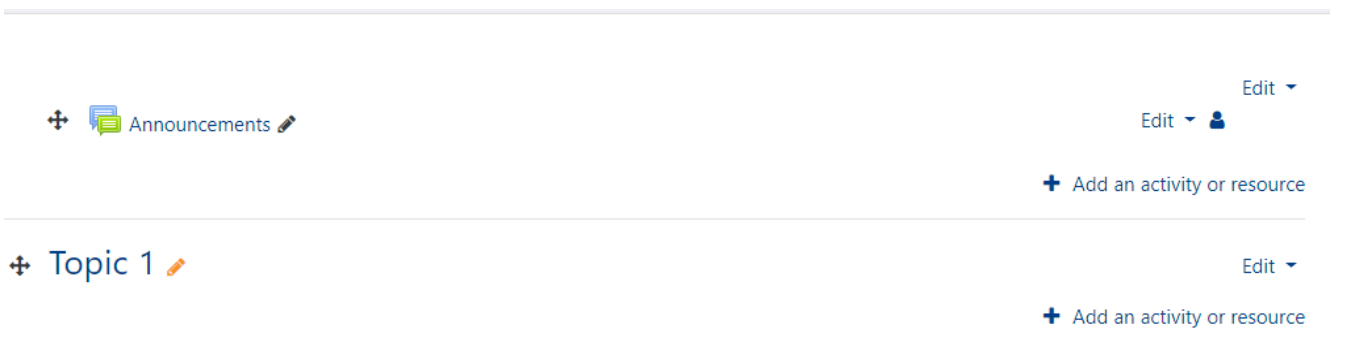 Edit
Announcements
Edit
+ Add an activity or resource
Topic 1
Edit
+ Add an activity or resource